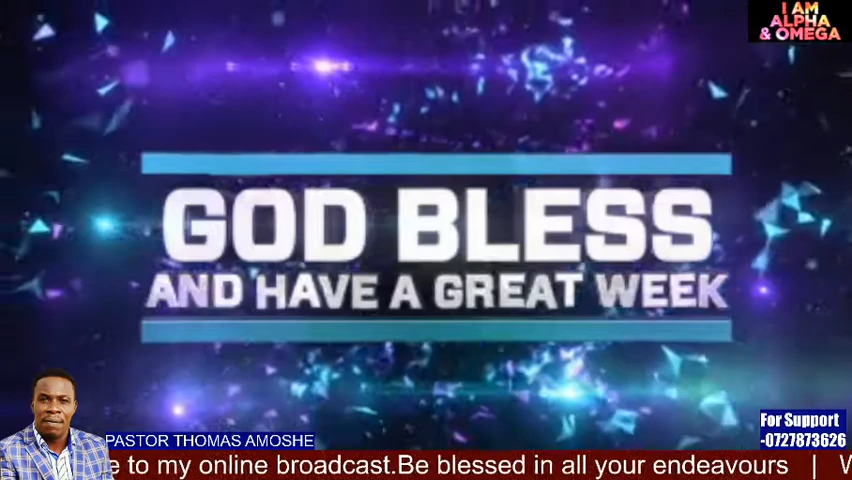 I AM
ALPHA
& OMEGA
GOD BLESS
AND HAVE A GREAT WEEK
For Support
-0727873626
PASTOR THOMAS AMOSHE
e to my online broadcast.Be blessed in all your endeavours | W